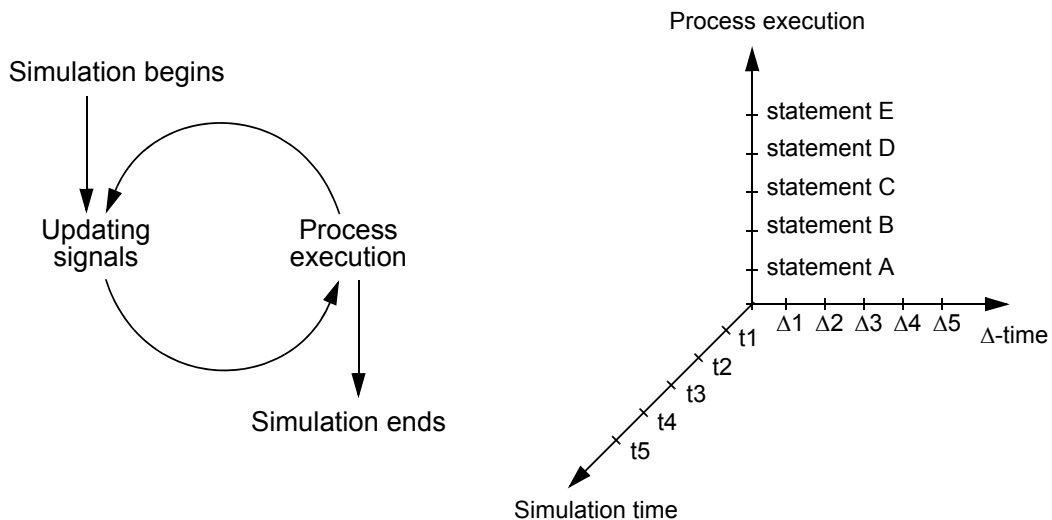 Simulation begins
Updating
signals
Process
execution
Simulation ends
Process execution
statement E
statement D
statement C
statement B
statement A
Δ1 Δ2 Δ3 Δ4 Δ5
Δ-time
t1
t2
t3
t4
t5
Simulation time